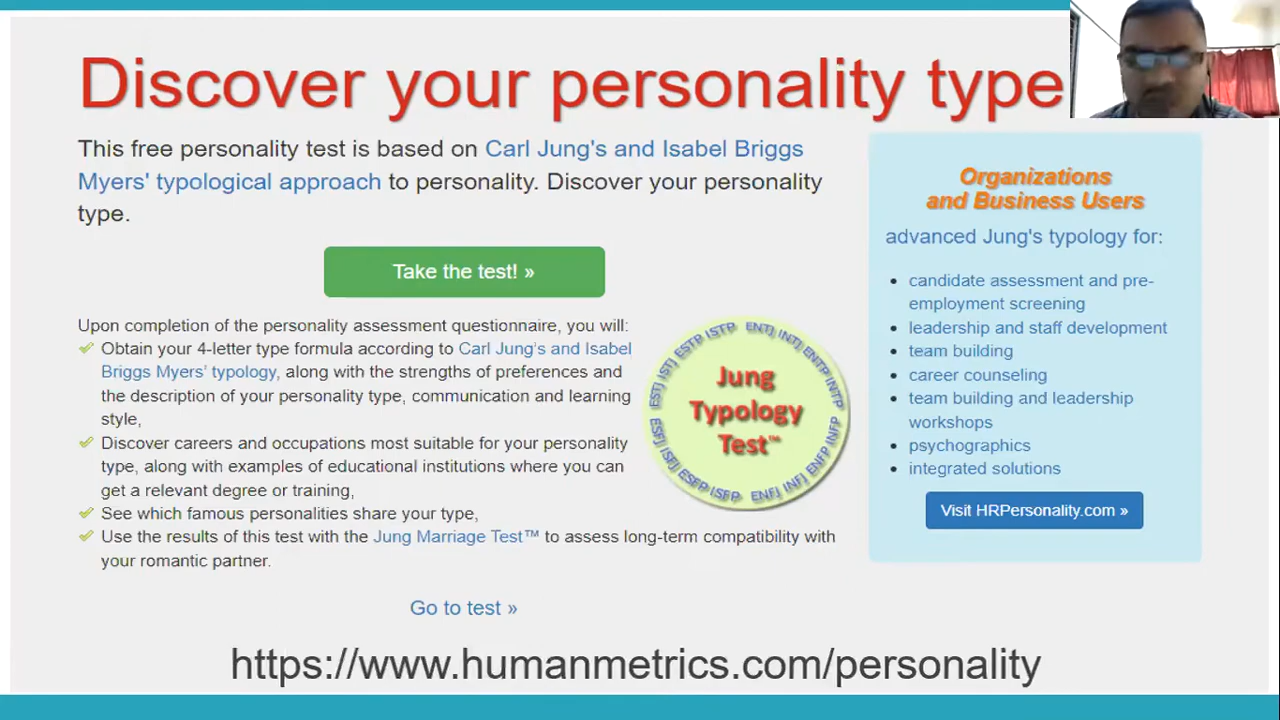 Discover your personality type
This free personality test is based on Carl Jung's and Isabel Briggs
Myers' typological approach to personality. Discover your personality
type.
Take the test! »
Upon completion of the personality assessment questionnaire, you will:
Obtain your 4-letter type formula according to Carl Jung's and Isabel
Briggs Myers' typology, along with the strengths of preferences and
the description of your personality type, communication and learning
style,
Discover careers and occupations most suitable for your personality
type, along with examples of educational institutions where you can
get a relevant degree or training,
See which famous personalities share your type,
Use the results of this test with the Jung Marriage Test™ to assess long-term compatibility with
your romantic partner.
Go to test »
ESTJ ISTJ ESTP ISTP ENTJ INTJ ENTP INTP
Jung
Typology
Test™
ESFJ ISFJ ESFP ISFP ENFJ INFJ ENFP INFP
Organizations
and Business Users
advanced Jung's typology for:
• candidate assessment and pre-
employment screening
• leadership and staff development
• team building
• career counseling
• team building and leadership
workshops
• psychographics
• integrated solutions
Visit HRPersonality.com »
https://www.humanmetrics.com/personality